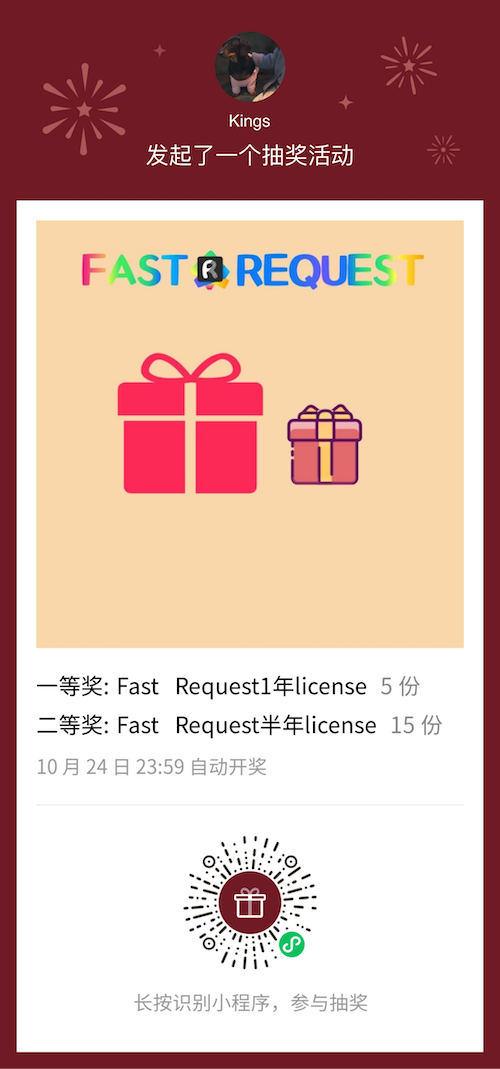 Kings
发起了一个抽奖活动
FAST REQUEST
一等奖: Fast Request1年license 5 份
二等奖: Fast Request半年license 15 份
10 月 24 日 23:59 自动开奖
长按识别小程序，参与抽奖